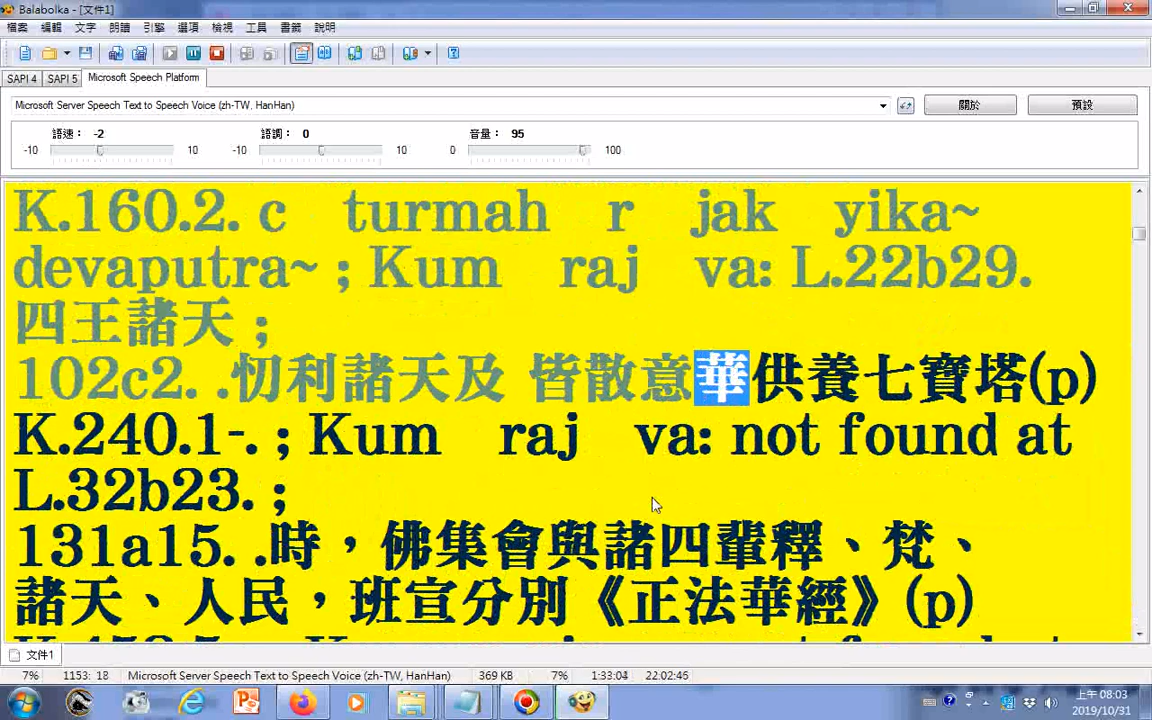 Balabolka - [文件1]
檔案 編輯 文字 朗讀 引擎 選項 檢視 工具 書籤 說明
SAPI 4 SAPI 5 Microsoft Speech Platform
Microsoft Server Speech Text to Speech Voice (zh-TW, HanHan) 關於 預設
語速： -2 語調： 0 音量： 95
-10 10 -10 10 0 100
K.160.2. c turmah r jak yika~
devaputra~ ; Kum raj va: L.22b29.
四王諸天 ;
102c2. .忉利諸天及 皆散意華供養七寶塔(p)
K.240.1-. ; Kum raj va: not found at
L.32b23. ;
131a15. .時，佛集會與諸四輩釋、梵、
諸天、人民，班宣分別《正法華經》(p)
文件1
7% 1153: 18 Microsoft Server Speech Text to Speech Voice (zh-TW, HanHan) 369 KB 7% 1:33:04 22:02:46
上午 08:03
2019/10/31